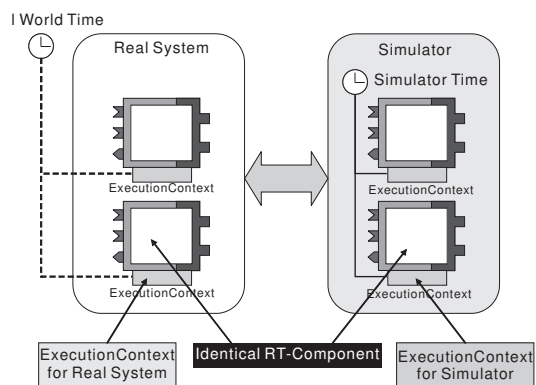 l World Time
Real System
Simulator
Simulator Time
ExecutionContext
ExecutionContext
ExecutionContext
ExecutionContext
ExecutionContext
for Real System
Identical RT-Component
ExecutionContext
for Simulator